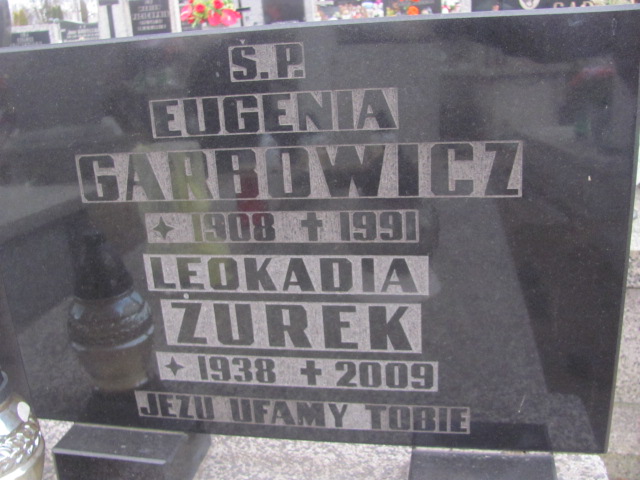 Ś.P.
EUGENIA
GARBOWICZ
✦ 1908 ✝ 1991
LEOKADIA
ŻUREK
✦ 1938 ✝ 2009
JEZU UFAMY TOBIE